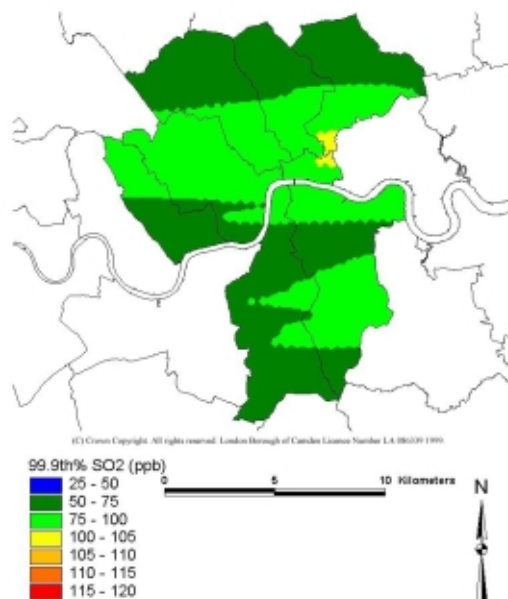 (C) Crown Copyright. All rights reserved. London Borough of Camden Licence Number LA 086339 1999.
99.9th% SO2 (ppb)
25 - 50
50 - 75
75 - 100
100 - 105
105 - 110
110 - 115
115 - 120
0 5 10 Kilometers
N